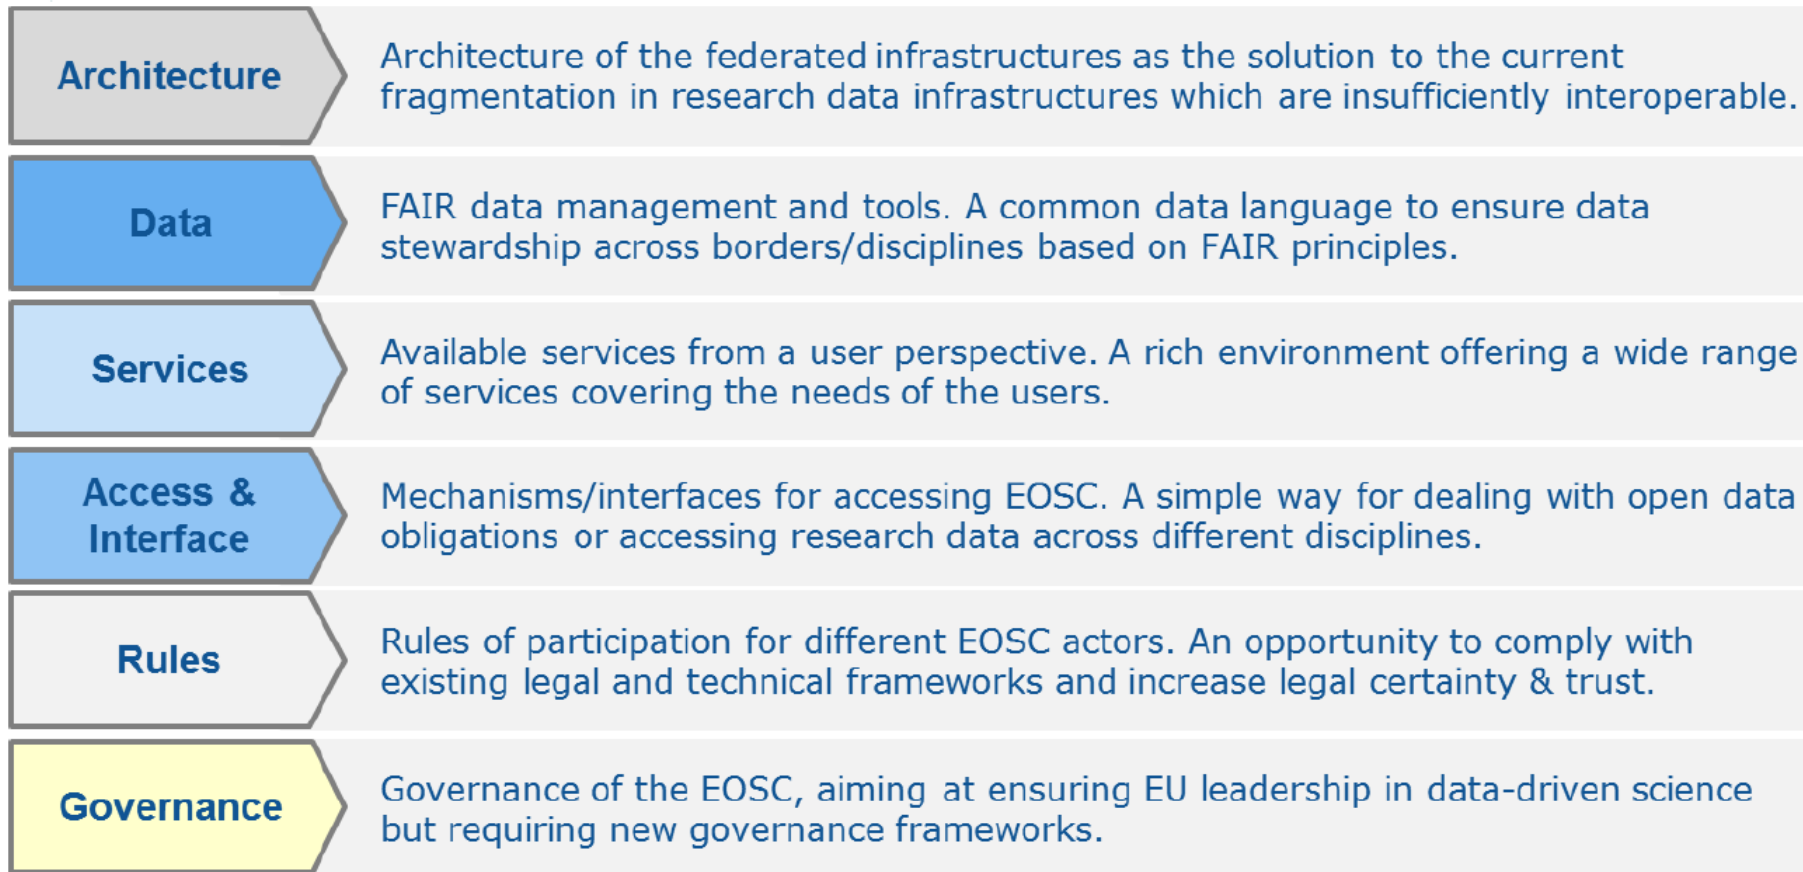 Architecture
Architecture of the federated infrastructures as the solution to the current
fragmentation in research data infrastructures which are insufficiently interoperable.
Data
FAIR data management and tools. A common data language to ensure data
stewardship across borders/disciplines based on FAIR principles.
Services
Available services from a user perspective. A rich environment offering a wide range
of services covering the needs of the users.
Access &
Interface
Mechanisms/interfaces for accessing EOSC. A simple way for dealing with open data
obligations or accessing research data across different disciplines.
Rules
Rules of participation for different EOSC actors. An opportunity to comply with
existing legal and technical frameworks and increase legal certainty & trust.
Governance
Governance of the EOSC, aiming at ensuring EU leadership in data-driven science
but requiring new governance frameworks.